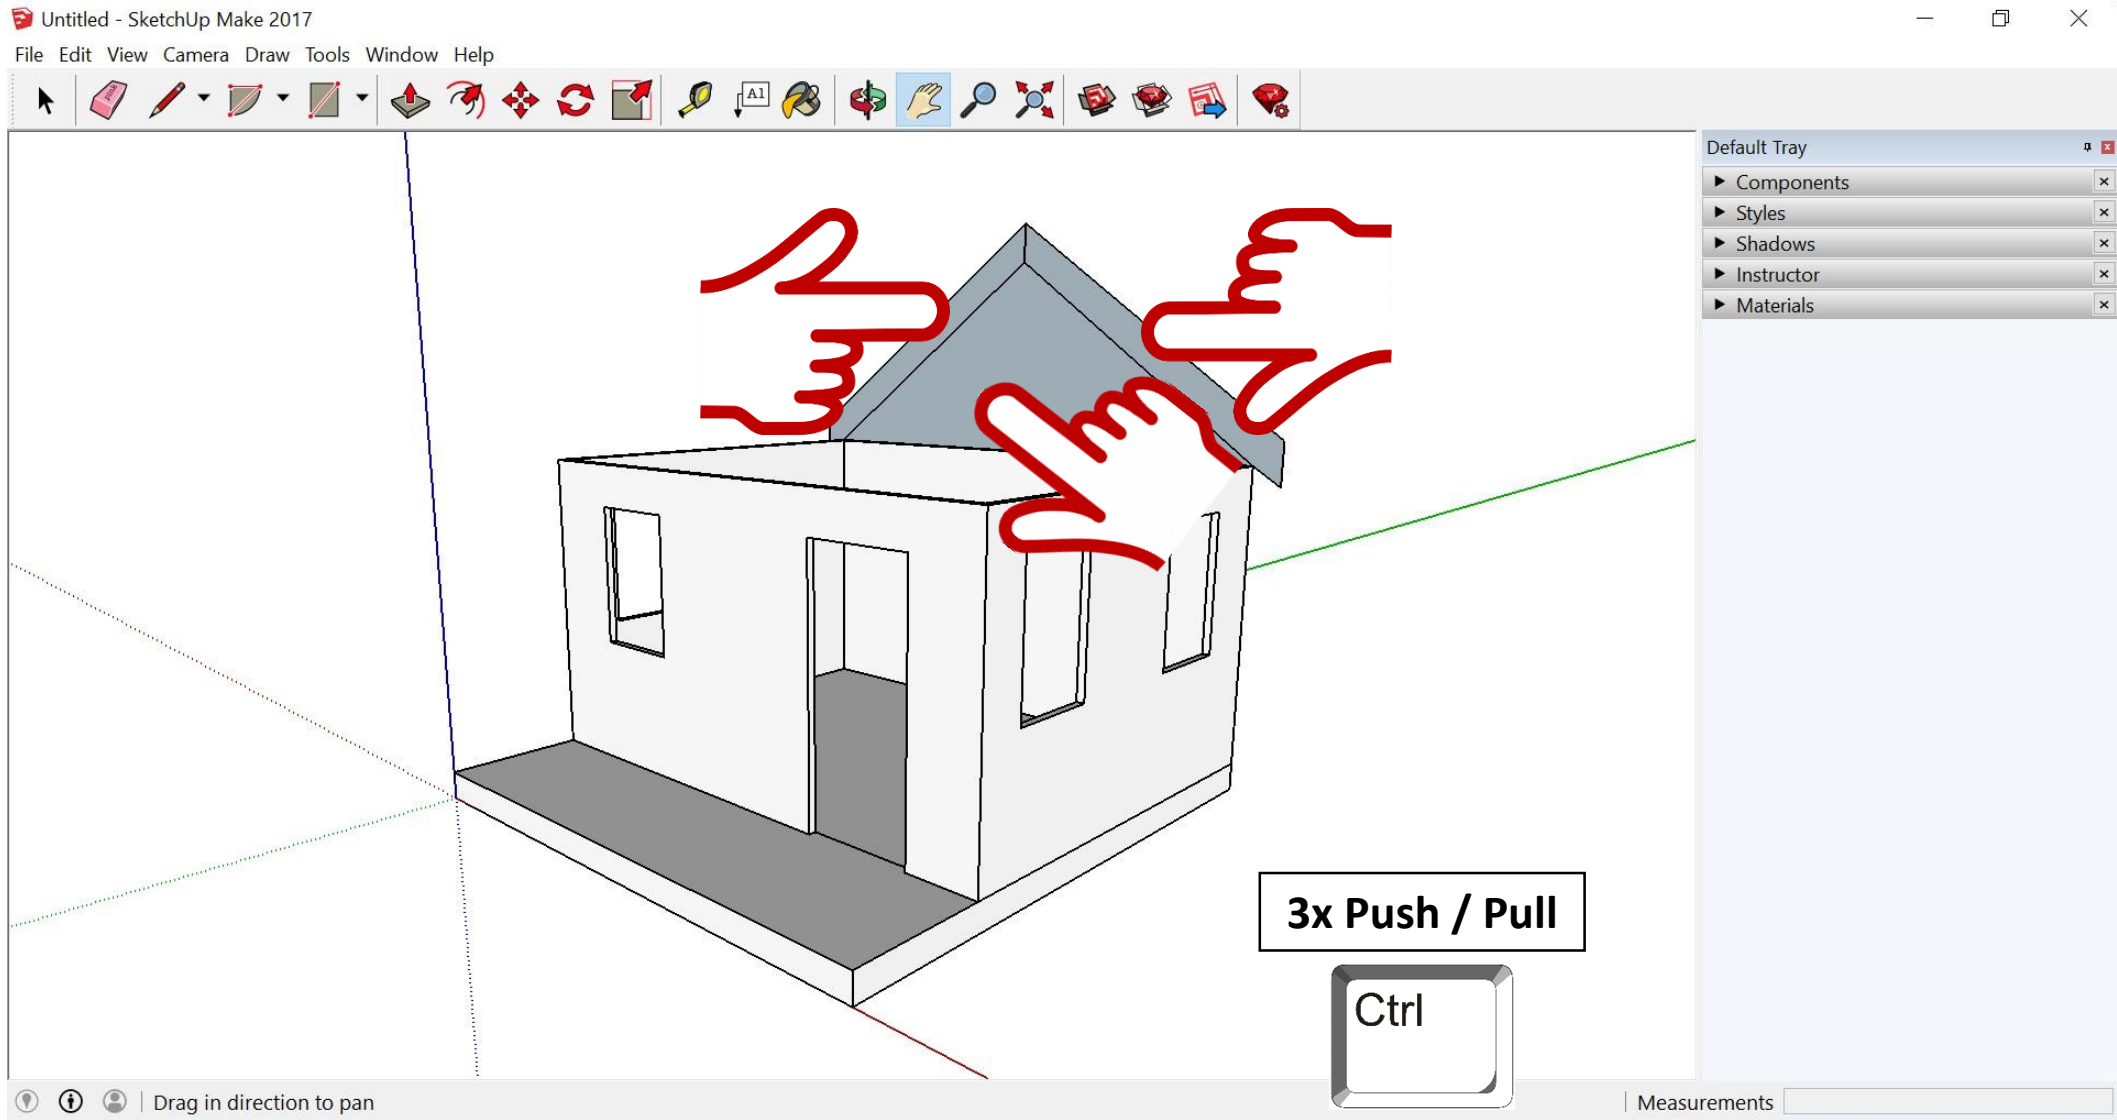 Untitled - SketchUp Make 2017
File Edit View Camera Draw Tools Window Help
A1
Default Tray
Components
Styles
Shadows
Instructor
Materials
3x Push / Pull
Ctrl
Drag in direction to pan
Measurements